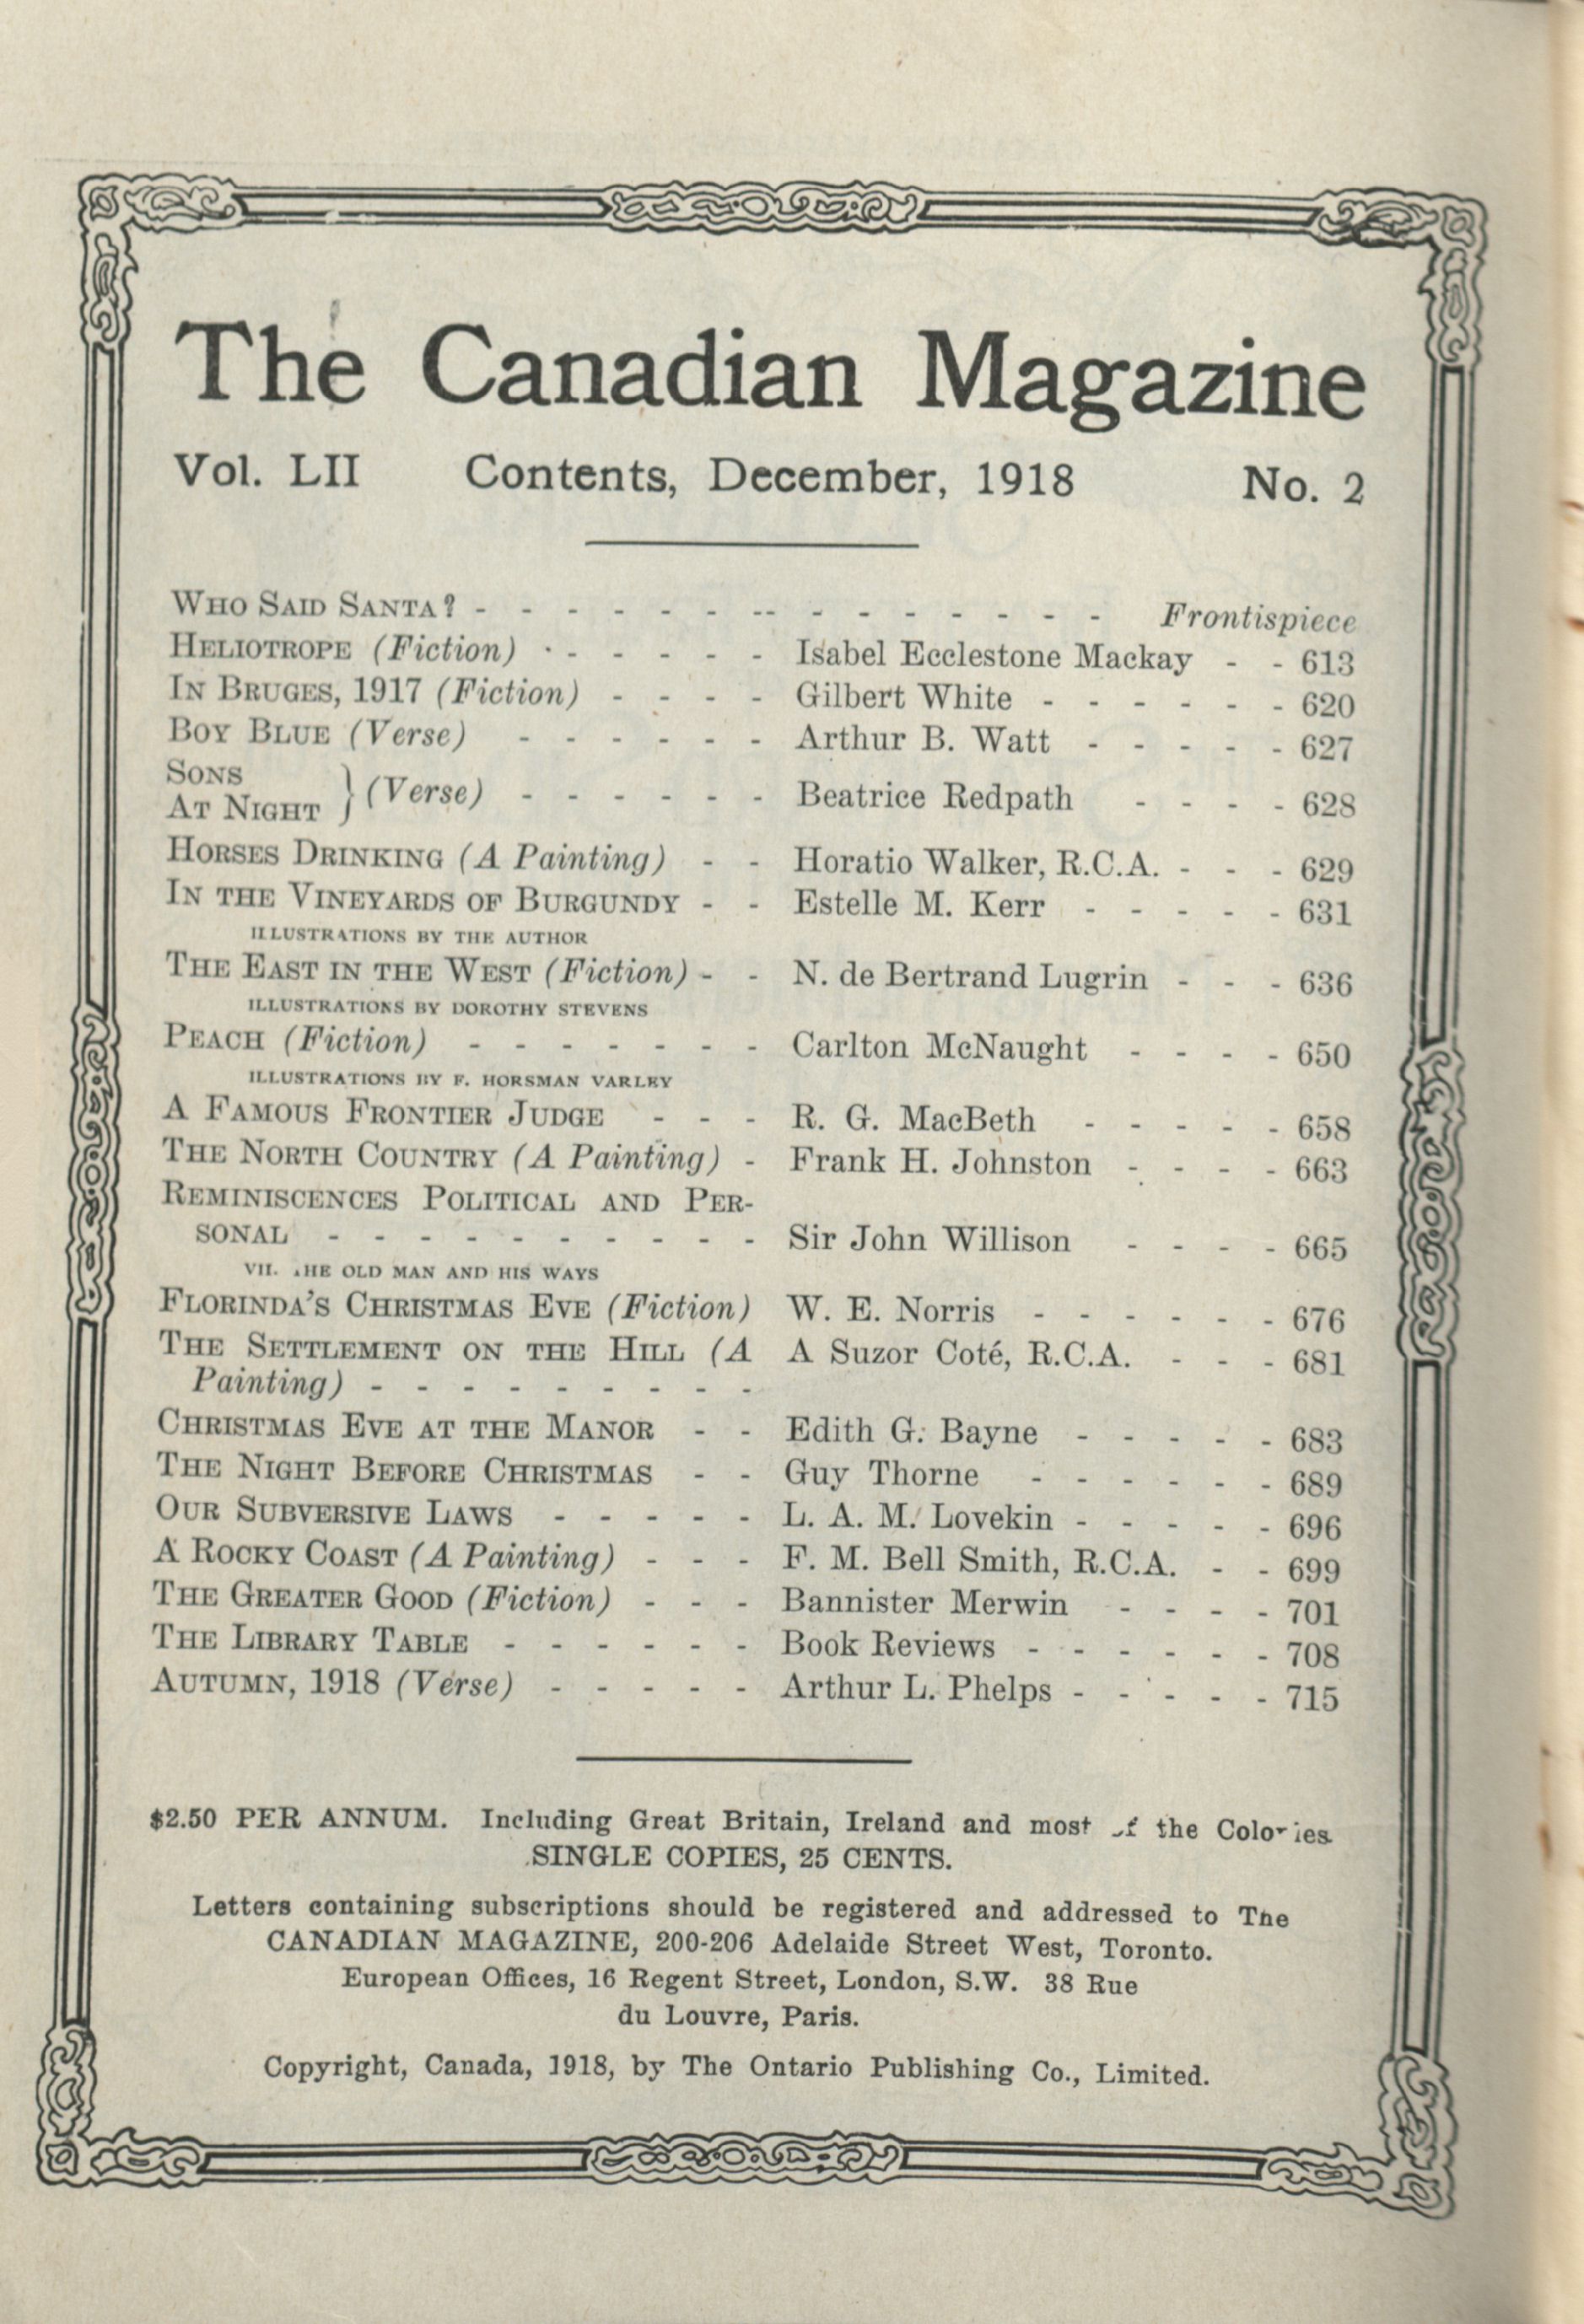 The Canadian Magazine
Vol. LII Contents, December, 1918 No. 2
WHO SAID SANTA? - - - - - - -- - - - - - - - Frontispiece
HELIOTROPE (Fiction) - - - - - - Isabel Ecclestone Mackay - - 613
IN BRUGES, 1917 (Fiction) - - - - Gilbert White - - - - - - 620
BOY BLUE (Verse) - - - - - - Arthur B. Watt - - - - - 627
SONS
AT NIGHT } (Verse) - - - - - - Beatrice Redpath - - - - 628
HORSES DRINKING (A Painting) - - Horatio Walker, R.C.A. - - - 629
IN THE VINEYARDS OF BURGUNDY - - Estelle M. Kerr - - - - - 631
ILLUSTRATIONS BY THE AUTHOR
THE EAST IN THE WEST (Fiction) - - N. de Bertrand Lugrin - - - 636
ILLUSTRATIONS BY DOROTHY STEVENS
PEACH (Fiction) - - - - - - - Carlton McNaught - - - - 650
ILLUSTRATIONS BY F. HORSMAN VARLEY
A FAMOUS FRONTIER JUDGE - - - R. G. MacBeth - - - - - 658
THE NORTH COUNTRY (A Painting) - Frank H. Johnston - - - - 663
REMINISCENCES POLITICAL AND PER-
SONAL - - - - - - - - - - Sir John Willison - - - - 665
VII. HE OLD MAN AND HIS WAYS
FLORINDA'S CHRISTMAS EVE (Fiction) W. E. Norris - - - - - - 676
THE SETTLEMENT ON THE HILL (A A Suzor Coté, R.C.A. - - - 681
Painting) - - - - - - - - -
CHRISTMAS EVE AT THE MANOR - - Edith G. Bayne - - - - - 683
THE NIGHT BEFORE CHRISTMAS - - Guy Thorne - - - - - - 689
OUR SUBVERSIVE LAWS - - - - - L. A. M. Lovekin - - - - - 696
A ROCKY COAST (A Painting) - - - F. M. Bell Smith, R.C.A. - - 699
THE GREATER GOOD (Fiction) - - - Bannister Merwin - - - - 701
THE LIBRARY TABLE - - - - - - Book Reviews - - - - - - 708
AUTUMN, 1918 (Verse) - - - - - Arthur L. Phelps - - - - - 715
$2.50 PER ANNUM. Including Great Britain, Ireland and most of the Colonies
SINGLE COPIES, 25 CENTS.
Letters containing subscriptions should be registered and addressed to The
CANADIAN MAGAZINE, 200-206 Adelaide Street West, Toronto.
European Offices, 16 Regent Street, London, S.W. 38 Rue
du Louvre, Paris.
Copyright, Canada, 1918, by The Ontario Publishing Co., Limited.